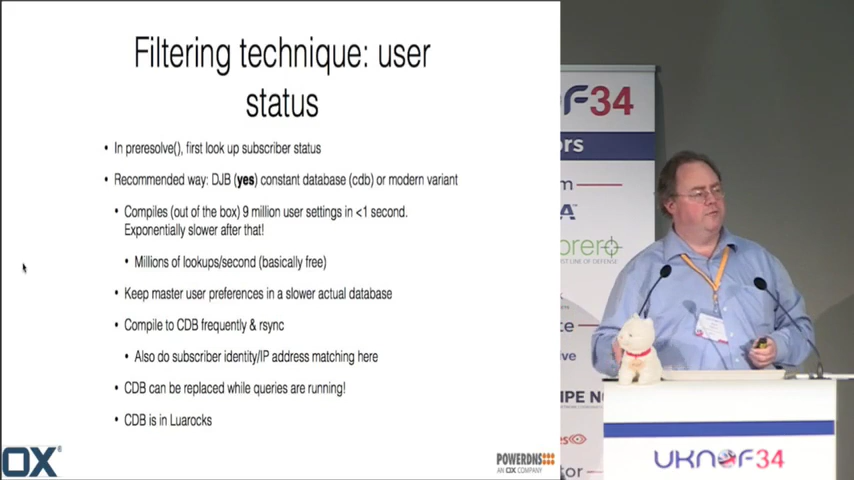 Filtering technique: user
status
• In preresolve(), first look up subscriber status
• Recommended way: DJB (yes) constant database (cdb) or modern variant
• Compiles (out of the box) 9 million user settings in <1 second.
Exponentially slower after that!
• Millions of lookups/second (basically free)
• Keep master user preferences in a slower actual database
• Compile to CDB frequently & rsync
• Also do subscriber identity/IP address matching here
• CDB can be replaced while queries are running!
• CDB is in Luarocks
OX
POWERDNS
AN OX COMPANY
F34
ors
UKNOF34